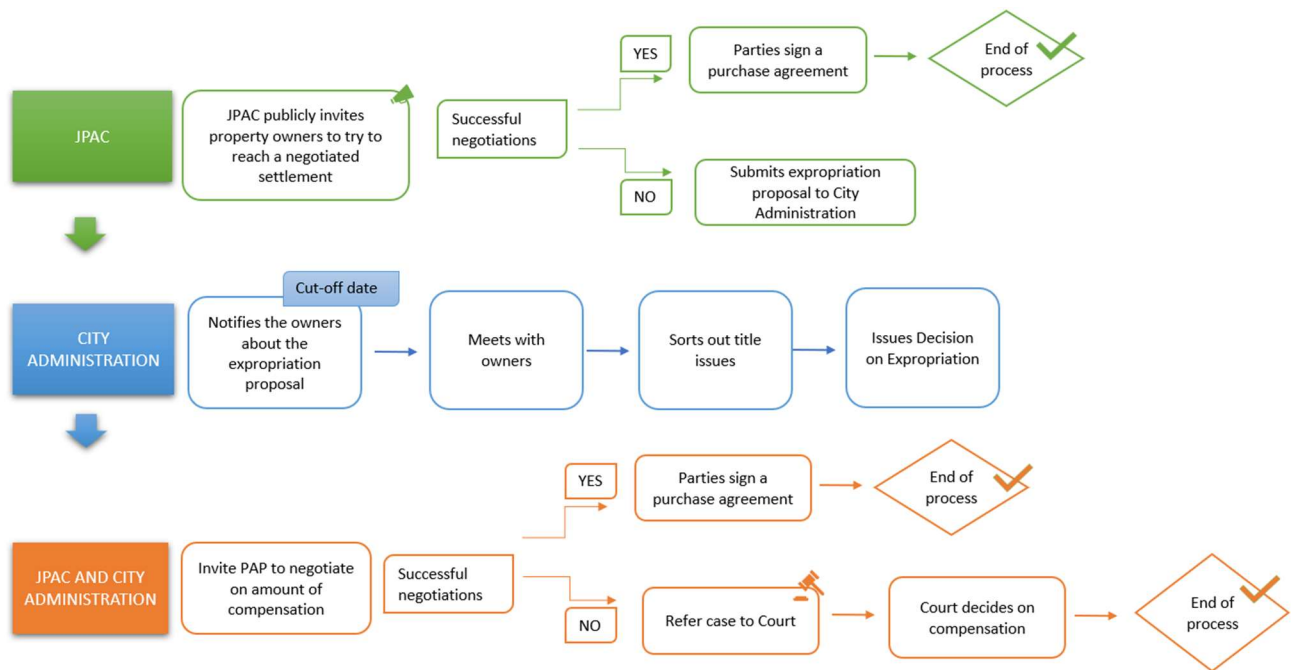 JPAC
JPAC publicly invites
property owners to try to
reach a negotiated
settlement
Successful
negotiations
YES
Parties sign a
purchase agreement
End of
process
NO
Submits expropriation
proposal to City
Administration
CITY
ADMINISTRATION
Cut-off date
Notifies the owners
about the
expropriation
proposal
Meets with
owners
Sorts out title
issues
Issues Decision
on Expropriation
JPAC AND CITY
ADMINISTRATION
Invite PAP to negotiate
on amount of
compensation
Successful
negotiations
YES
Parties sign a
purchase agreement
End of
process
NO
Refer case to Court
Court decides on
compensation
End of
process